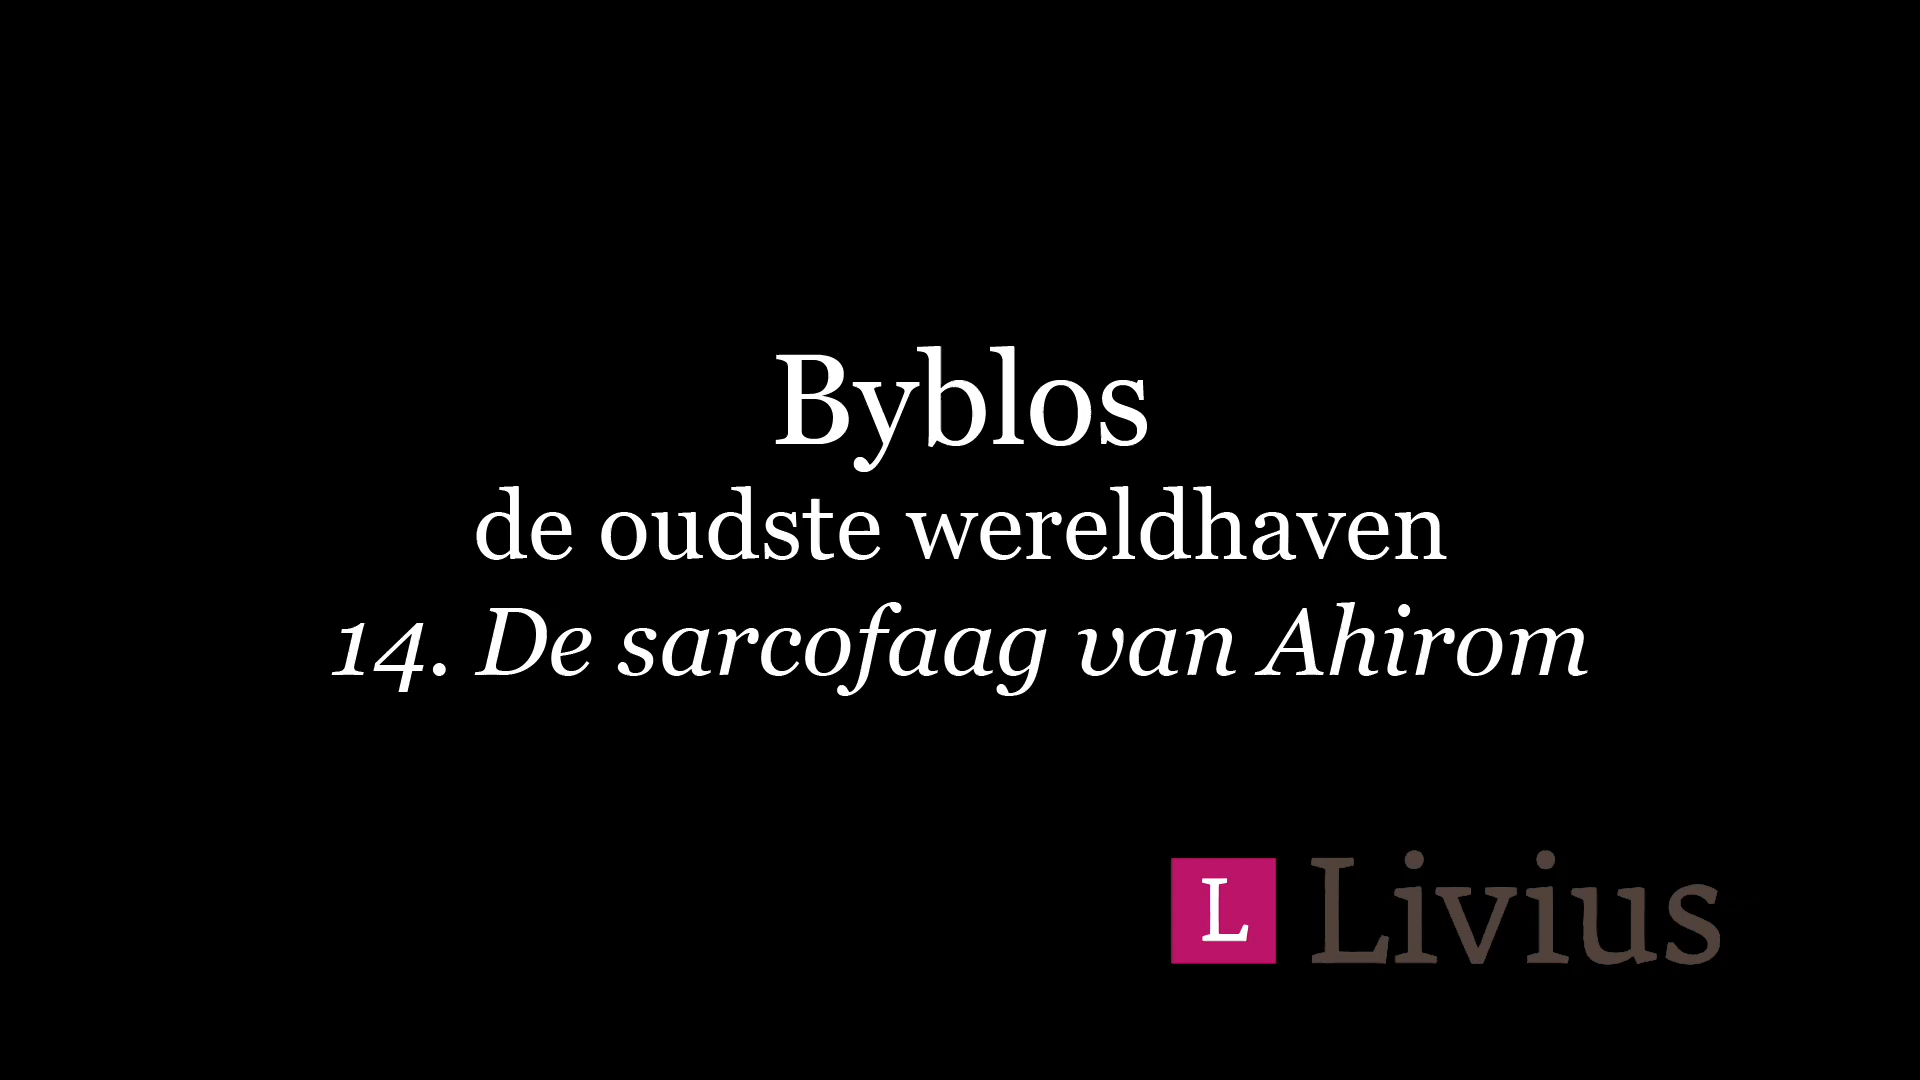 Byblos
de oudste wereldhaven
14. De sarcofaag van Ahirom
L Livius